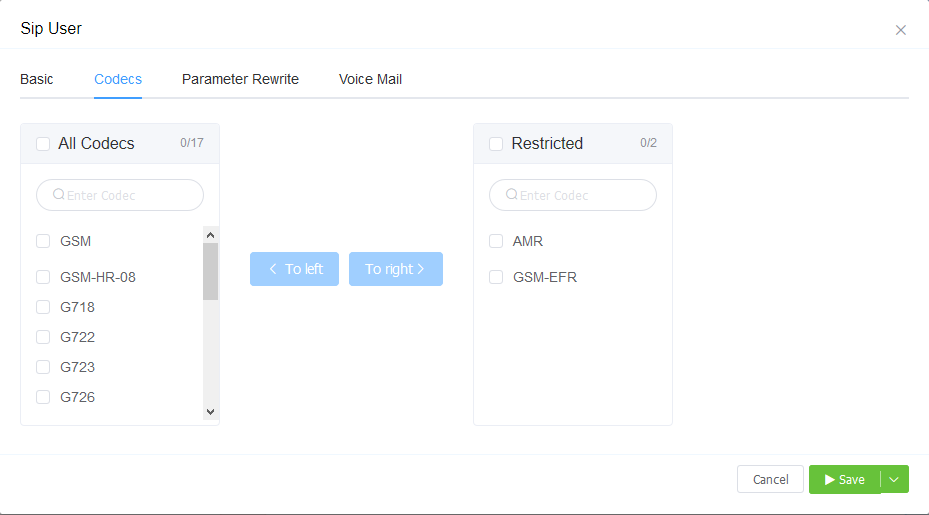 Sip User
Basic Codecs Parameter Rewrite Voice Mail
All Codecs 0/17
Enter Codec
GSM
GSM-HR-08
G718
G722
G723
G726
To left To right
Restricted 0/2
Enter Codec
AMR
GSM-EFR
Cancel Save